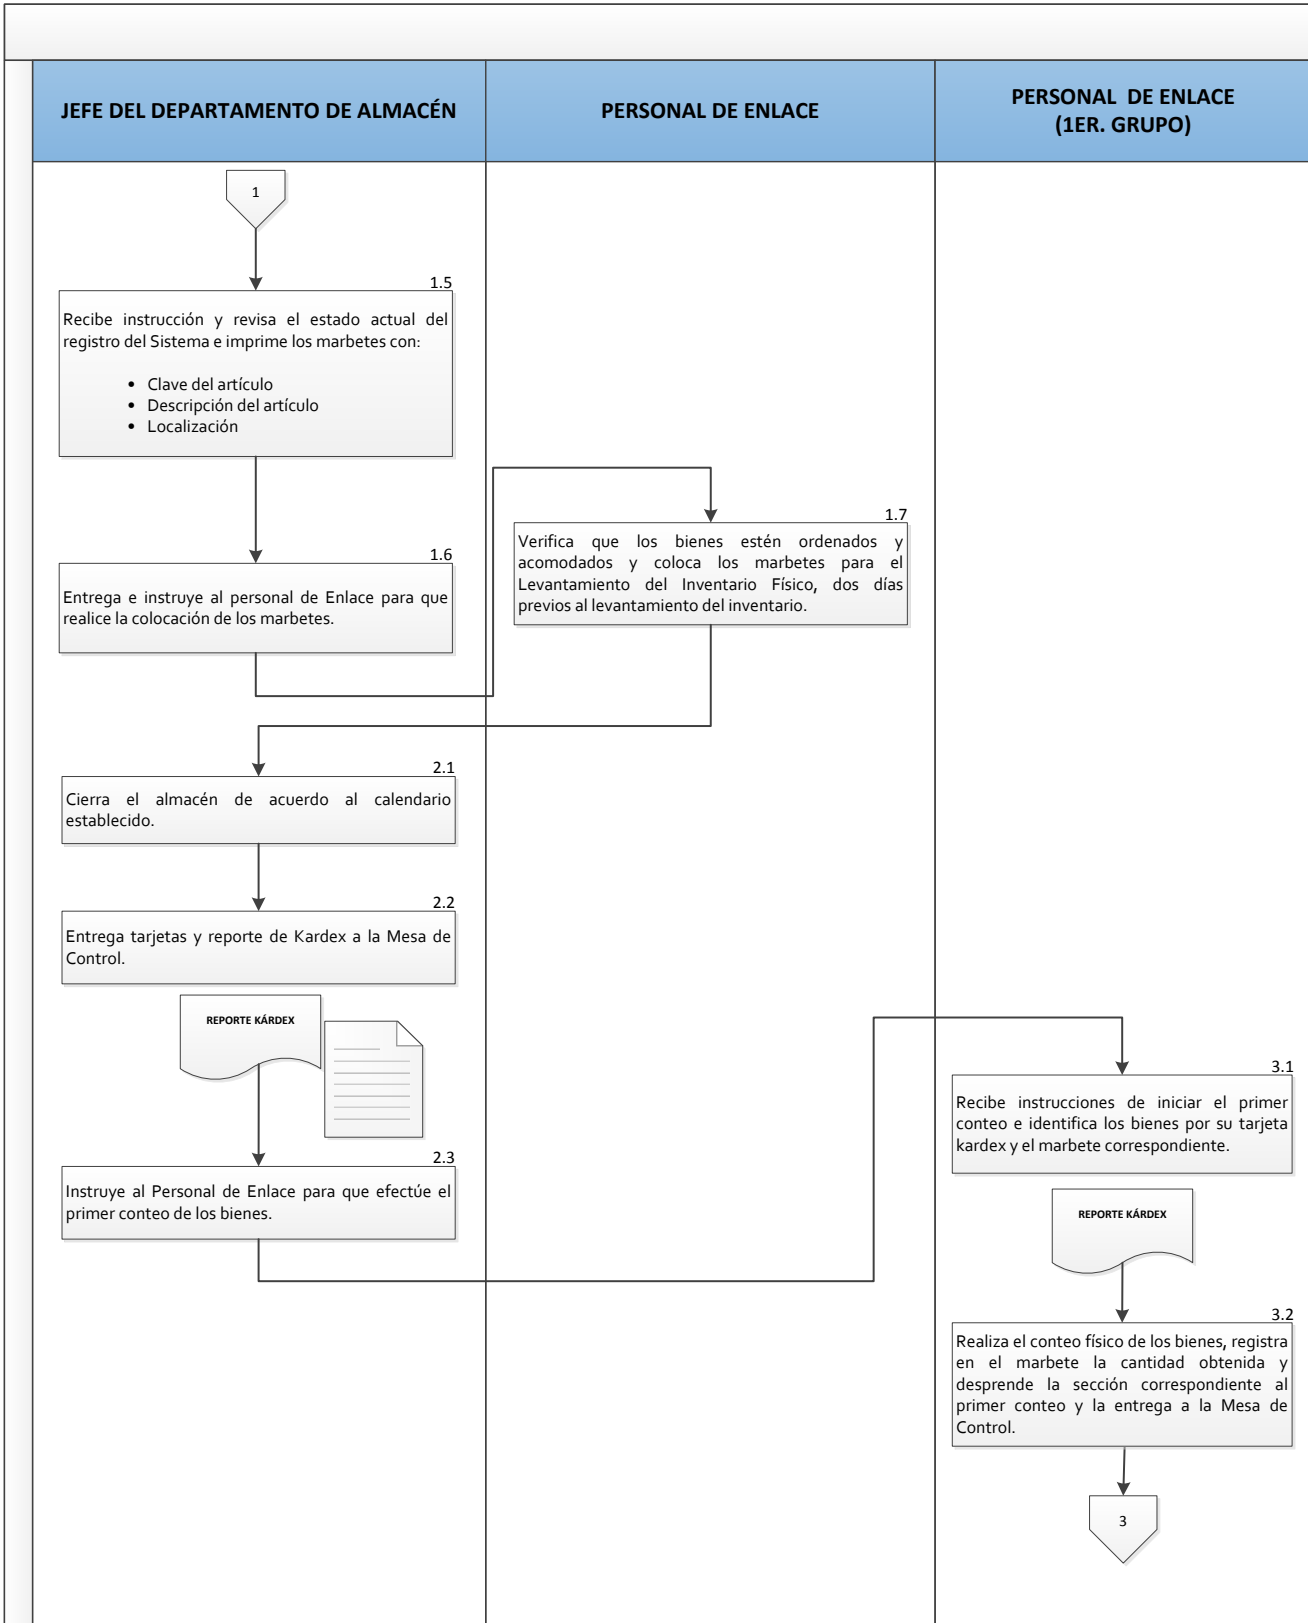 JEFE DEL DEPARTAMENTO DE ALMACÉN
PERSONAL DE ENLACE
PERSONAL DE ENLACE
(1ER. GRUPO)
1
1.5
Recibe instrucción y revisa el estado actual del
registro del Sistema e imprime los marbetes con:
• Clave del artículo
• Descripción del artículo
• Localización
1.6
Entrega e instruye al personal de Enlace para que
realice la colocación de los marbetes.
1.7
Verifica que los bienes estén ordenados y
acomodados y coloca los marbetes para el
Levantamiento del Inventario Físico, dos días
previos al levantamiento del inventario.
2.1
Cierra el almacén de acuerdo al calendario
establecido.
2.2
Entrega tarjetas y reporte de Kardex a la Mesa de
Control.
REPORTE KÁRDEX
2.3
Instruye al Personal de Enlace para que efectúe el
primer conteo de los bienes.
3.1
Recibe instrucciones de iniciar el primer
conteo e identifica los bienes por su tarjeta
kardex y el marbete correspondiente.
REPORTE KÁRDEX
3.2
Realiza el conteo físico de los bienes, registra
en el marbete la cantidad obtenida y
desprende la sección correspondiente al
primer conteo y la entrega a la Mesa de
Control.
3